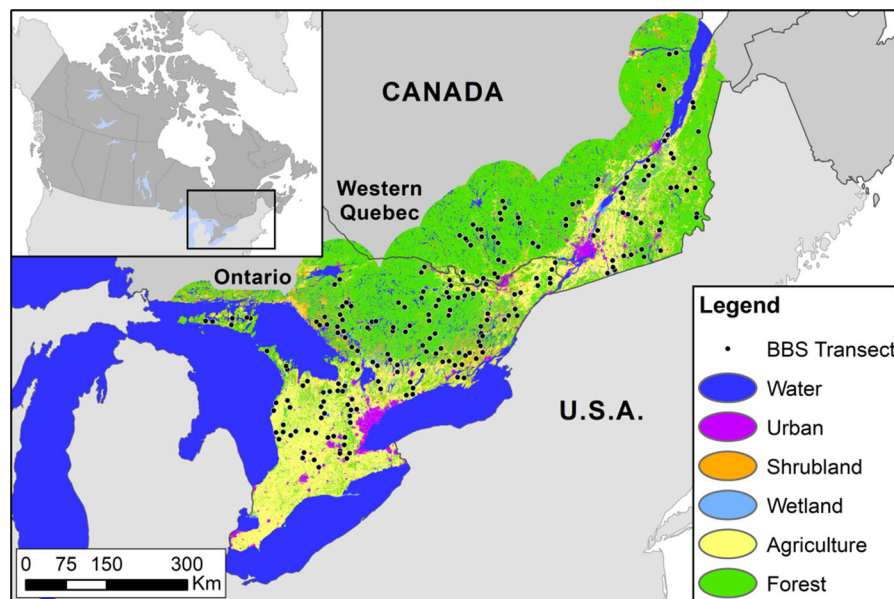 CANADA
Western
Quebec
Ontario
U.S.A.
Legend
BBS Transect
Water
Urban
Shrubland
Wetland
Agriculture
Forest
0 75 150 300
Km